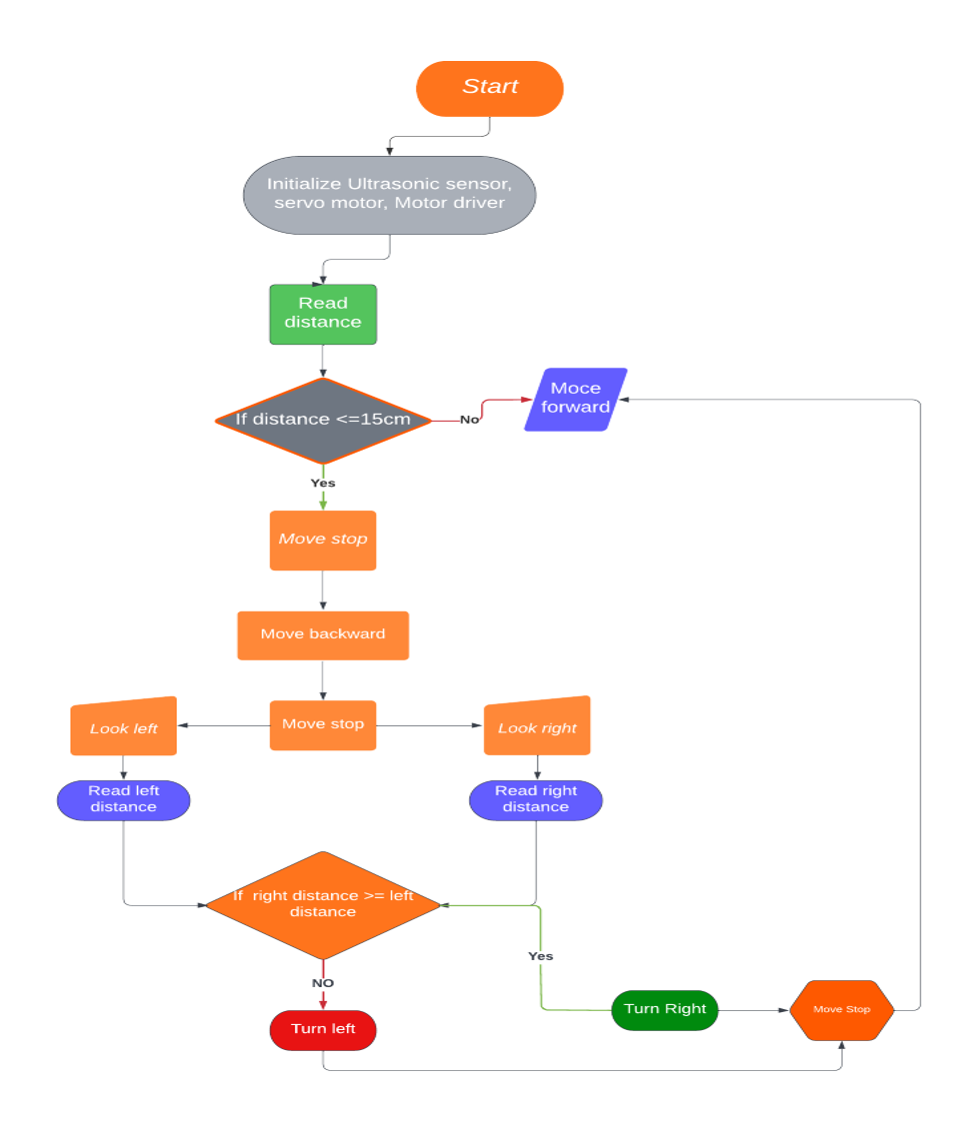 Start
Initialize Ultrasonic sensor,
servo motor, Motor driver
Read
distance
If distance <=15cm
No
Moce
forward
Yes
Move stop
Move backward
Look left
Move stop
Look right
Read left
distance
Read right
distance
If right distance >= left
distance
Yes
NO
Turn left
Turn Right
Move Stop